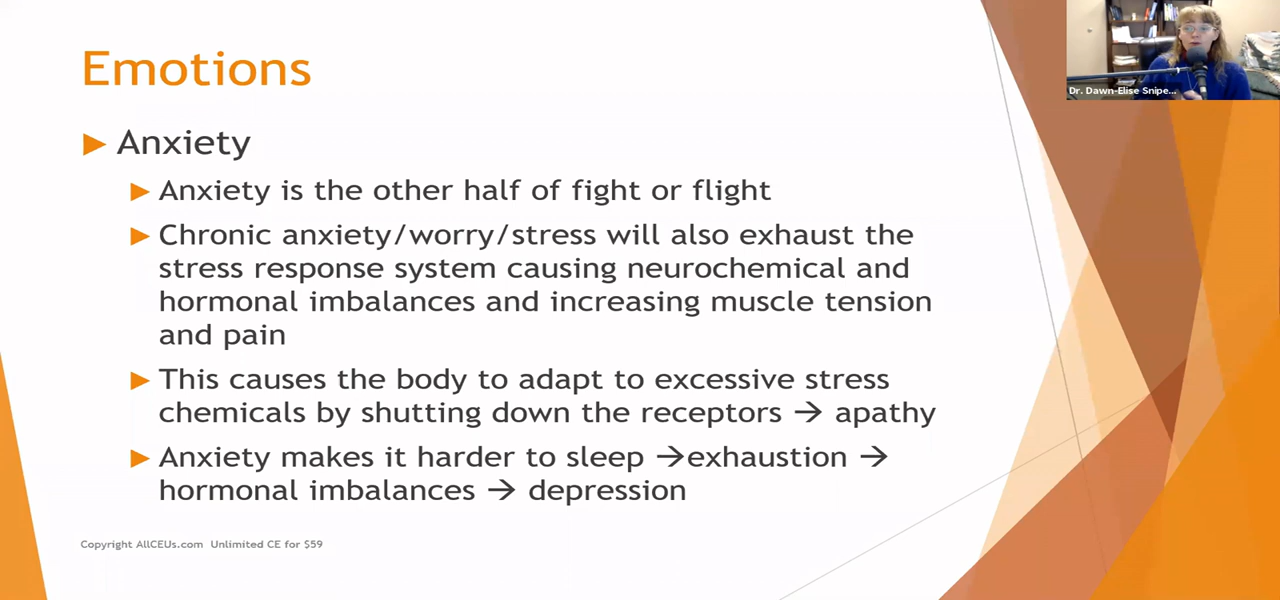 Emotions
Dr. Dawn-Elise Snipe...
► Anxiety
► Anxiety is the other half of fight or flight
► Chronic anxiety/worry/stress will also exhaust the
stress response system causing neurochemical and
hormonal imbalances and increasing muscle tension
and pain
► This causes the body to adapt to excessive stress
chemicals by shutting down the receptors → apathy
► Anxiety makes it harder to sleep →exhaustion →
hormonal imbalances → depression
Copyright AllCEUs.com Unlimited CE for $59